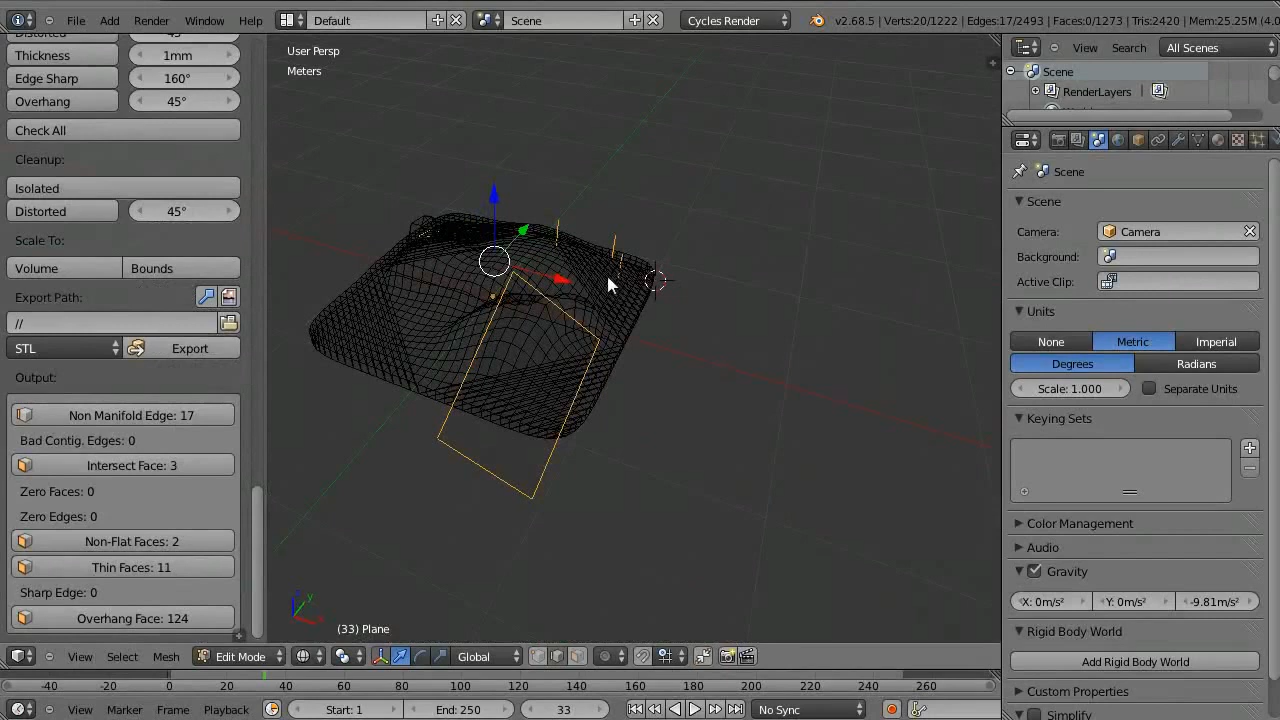 File Add Render Window Help Default Scene Cycles Render v2.68.5 | Verts:20/1222 | Edges:17/2493 | Faces:0/1273 | Tris:2420 | Mem:25.25M (4.0
Distorted 45°
Thickness 1mm
Edge Sharp 160°
Overhang 45°
Check All
Cleanup:
Isolated
Distorted 45°
Scale To:
Volume Bounds
Export Path:
//
STL Export
Output:
Non Manifold Edge: 17
Bad Contig. Edges: 0
Intersect Face: 3
Zero Faces: 0
Zero Edges: 0
Non-Flat Faces: 2
Thin Faces: 11
Sharp Edge: 0
Overhang Face: 124
User Persp
Meters
z y x
(33) Plane
View Select Mesh Edit Mode Global
-40 -20 0 20 40 60 80 100 120 140 160 180 200 220 240 260
View Marker Frame Playback Start: 1 End: 250 33 No Sync
View Search All Scenes
Scene
RenderLayers
Scene
Scene
Camera: Camera
Background:
Active Clip:
Units
None Metric Imperial
Degrees Radians
Scale: 1.000 Separate Units
Keying Sets
Color Management
Audio
Gravity
X: 0m/s² Y: 0m/s² -9.81m/s²
Rigid Body World
Add Rigid Body World
Custom Properties
Simplify